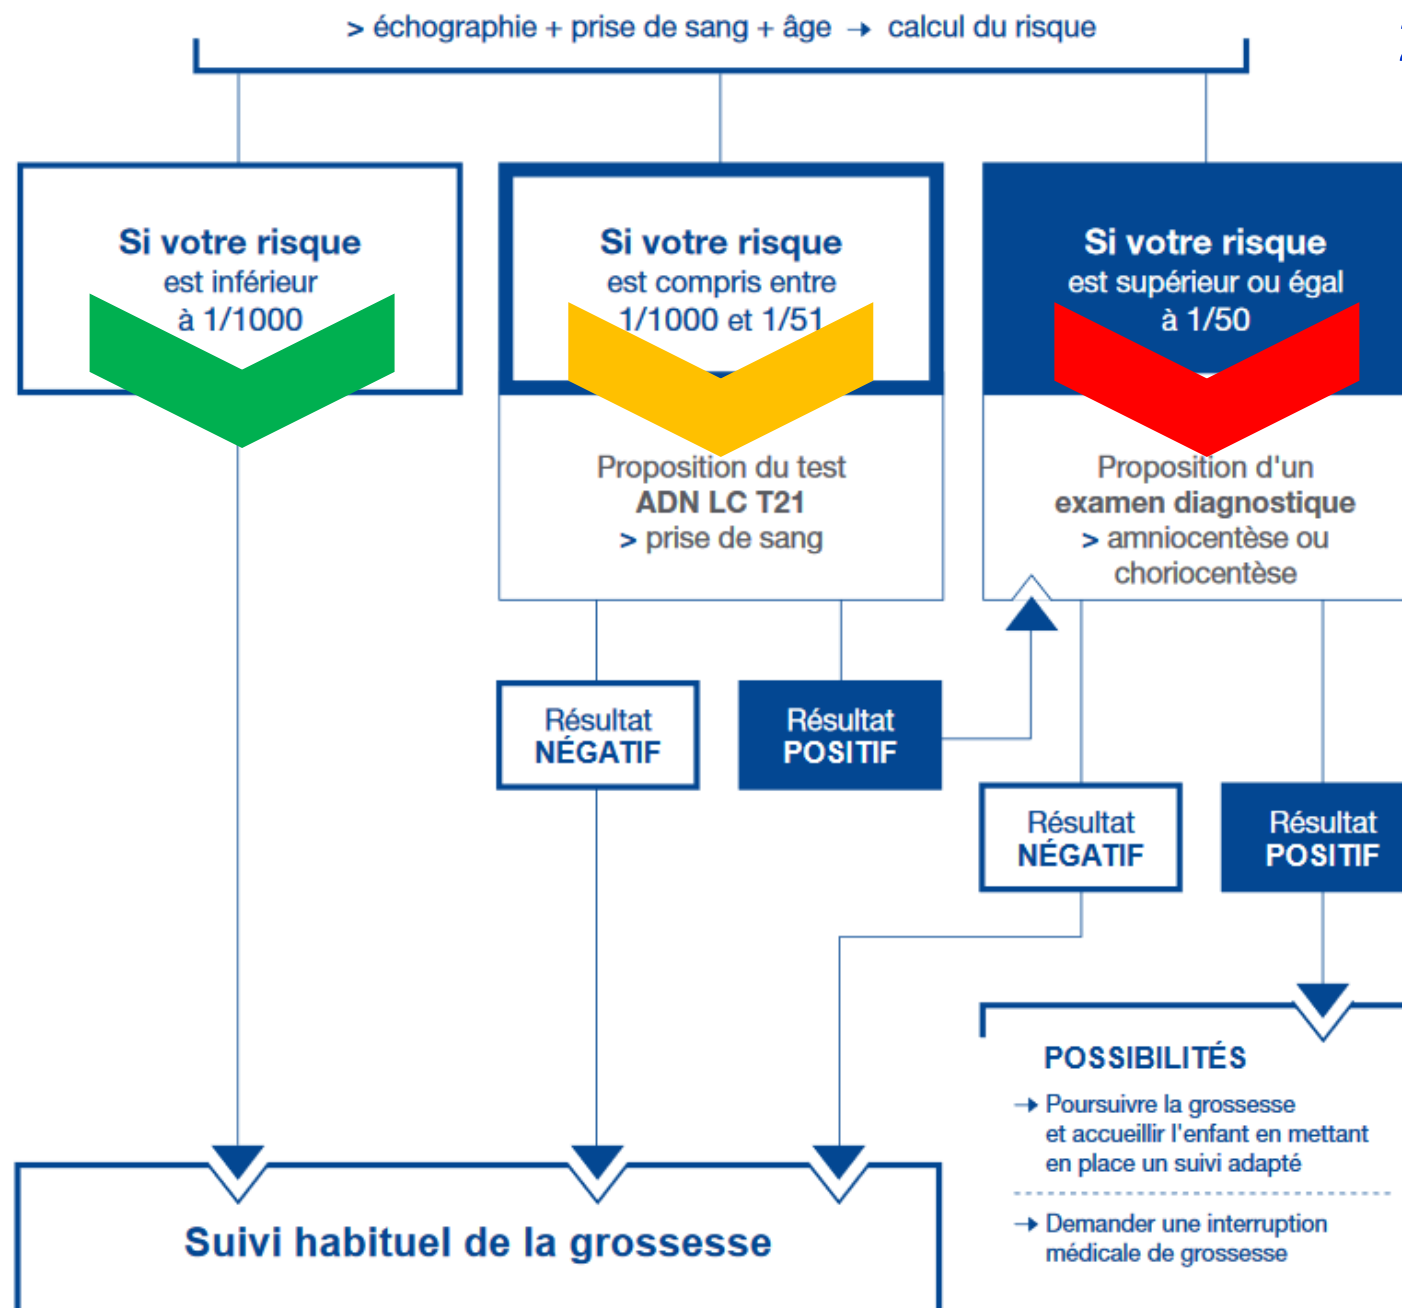 > échographie + prise de sang + âge → calcul du risque
Si votre risque
est inférieur
à 1/1000
Si votre risque
est compris entre
1/1000 et 1/51
Si votre risque
est supérieur ou égal
à 1/50
Proposition du test
ADN LC T21
> prise de sang
Proposition d'un
examen diagnostique
> amniocentèse ou
choriocentèse
Résultat
NÉGATIF
Résultat
POSITIF
Résultat
NÉGATIF
Résultat
POSITIF
POSSIBILITÉS
→ Poursuivre la grossesse
et accueillir l'enfant en mettant
en place un suivi adapté
→ Demander une interruption
médicale de grossesse
Suivi habituel de la grossesse